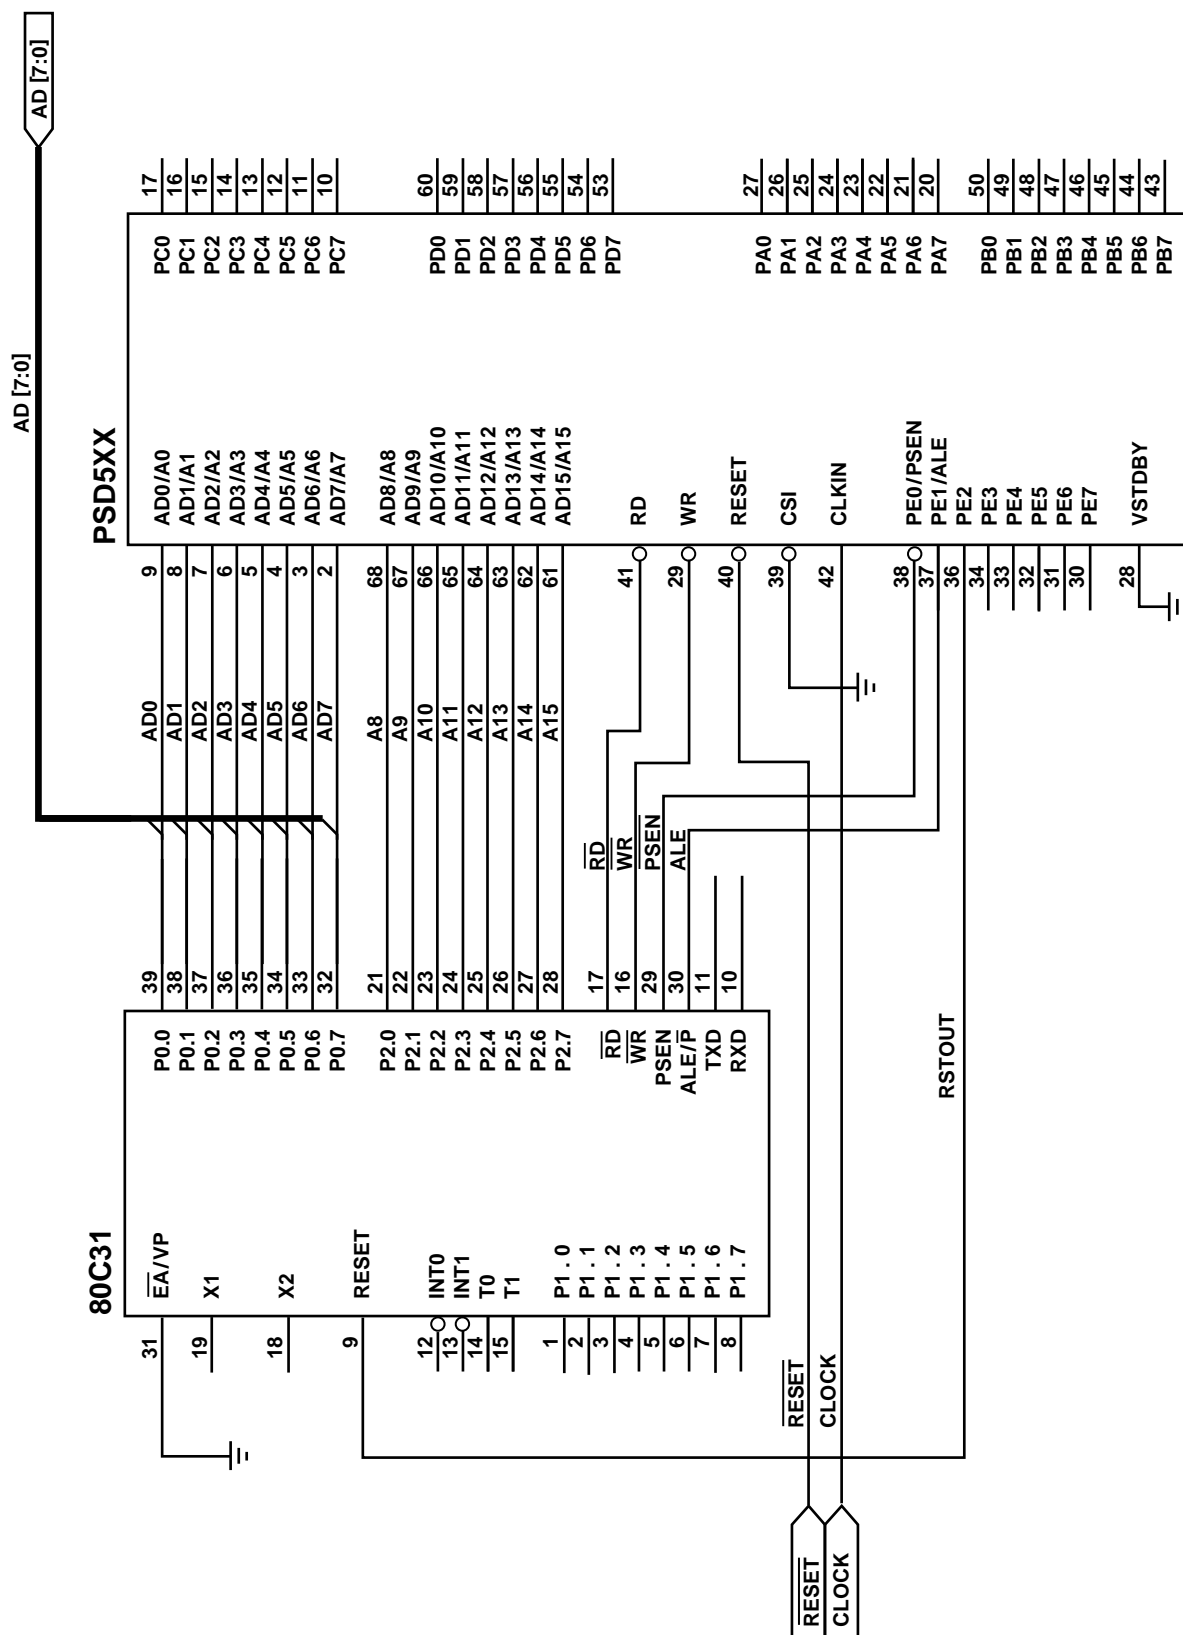 AD [7:0]
AD [7:0]
80C31
PSD5XX
31
EA/VP
19
X1
18
X2
9
RESET
12
INT0
13
INT1
14
T0
15
T1
1
P1 . 0
2
P1 . 1
3
P1 . 2
4
P1 . 3
5
P1 . 4
6
P1 . 5
7
P1 . 6
8
P1 . 7
P0.0 39 AD0 9 AD0/A0
P0.1 38 AD1 8 AD1/A1
P0.2 37 AD2 7 AD2/A2
P0.3 36 AD3 6 AD3/A3
P0.4 35 AD4 5 AD4/A4
P0.5 34 AD5 4 AD5/A5
P0.6 33 AD6 3 AD6/A6
P0.7 32 AD7 2 AD7/A7
P2.0 21 A8 68 AD8/A8
P2.1 22 A9 67 AD9/A9
P2.2 23 A10 66 AD10/A10
P2.3 24 A11 65 AD11/A11
P2.4 25 A12 64 AD12/A12
P2.5 26 A13 63 AD13/A13
P2.6 27 A14 62 AD14/A14
P2.7 28 A15 61 AD15/A15
RD 17 RD 41 RD
WR 16 WR 29 WR
PSEN 29 PSEN
ALE/P 30 ALE
TXD 11
RXD 10
40 RESET
39 CSI
42 CLKIN
38 PE0/PSEN
37 PE1/ALE
36 PE2
34 PE3
33 PE4
32 PE5
31 PE6
30 PE7
28 VSTDBY
PC0 17
PC1 16
PC2 15
PC3 14
PC4 13
PC5 12
PC6 11
PC7 10
PD0 60
PD1 59
PD2 58
PD3 57
PD4 56
PD5 55
PD6 54
PD7 53
PA0 27
PA1 26
PA2 25
PA3 24
PA4 23
PA5 22
PA6 21
PA7 20
PB0 50
PB1 49
PB2 48
PB3 47
PB4 46
PB5 45
PB6 44
PB7 43
RESET RESET
CLOCK CLOCK
RSTOUT